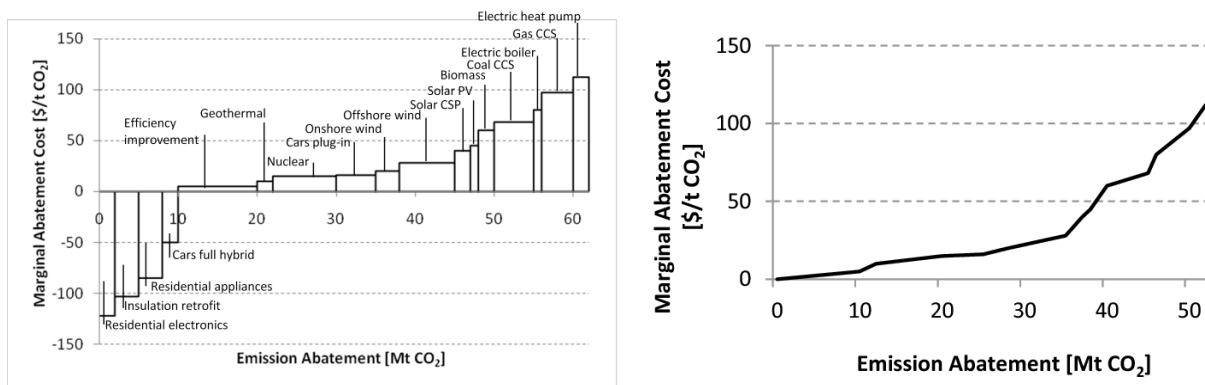 Electric heat pump
Gas CCS
Electric boiler
Coal CCS
Biomass
Solar PV
Solar CSP
Offshore wind
Onshore wind
Cars plug-in
Nuclear
Geothermal
Efficiency
improvement
Cars full hybrid
Residential appliances
Insulation retrofit
Residential electronics
150
100
50
0
-50
-100
-150
0
10
20
30
40
50
60
Marginal Abatement Cost [$/t CO₂]
Emission Abatement [Mt CO₂]
150
100
50
0
0
10
20
30
40
50
Marginal Abatement Cost
[$/t CO₂]
Emission Abatement [Mt CO₂]